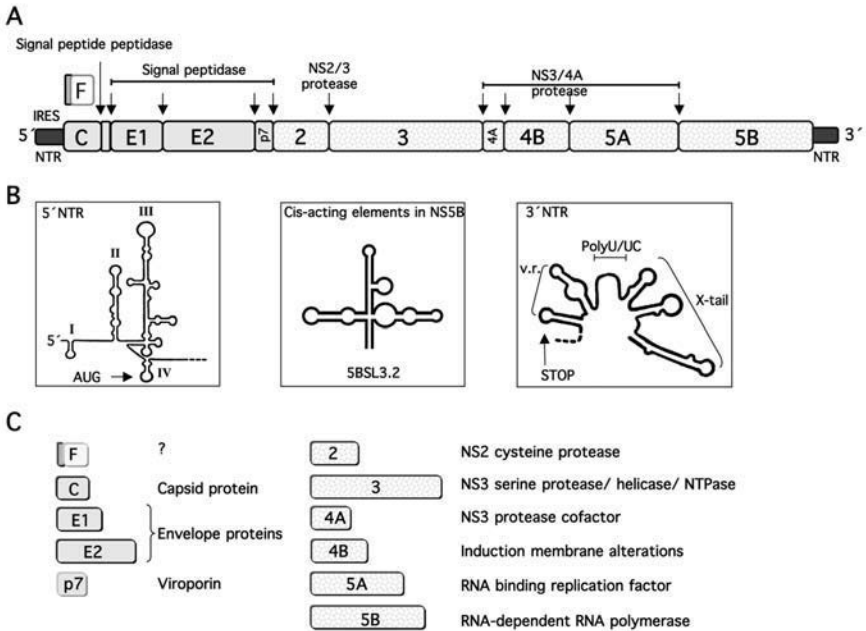 A
Signal peptide peptidase
Signal peptidase
NS2/3
protease
NS3/4A
protease
F
IRES
5´ C E1 E2 p7 2 3 4A 4B 5A 5B 3´
NTR NTR
B
5´NTR
III
II
I
5´
AUG
IV
Cis-acting elements in NS5B
5BSL3.2
3´NTR
PolyU/UC
v.r.
X-tail
STOP
C
F ?
C Capsid protein
E1
E2
Envelope proteins
p7 Viroporin
2 NS2 cysteine protease
3 NS3 serine protease/ helicase/ NTPase
4A NS3 protease cofactor
4B Induction membrane alterations
5A RNA binding replication factor
5B RNA-dependent RNA polymerase